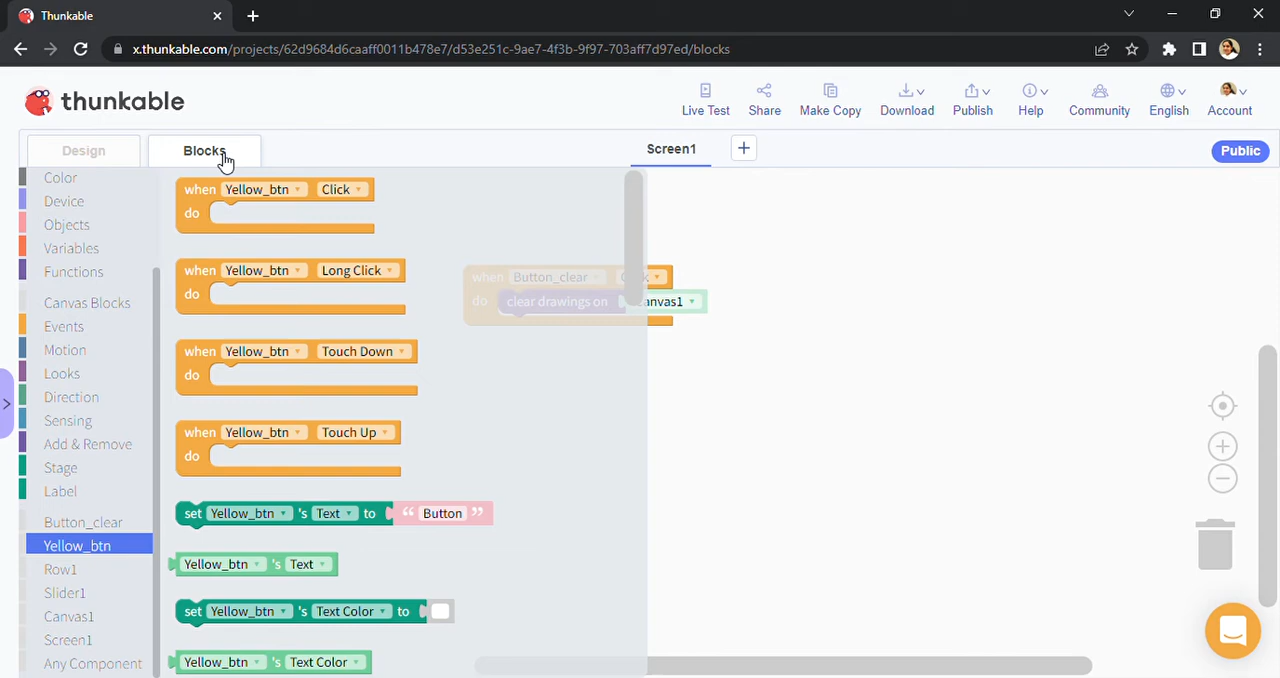 Thunkable
x.thunkable.com/projects/62d9684d6caaff0011b478e7/d53e251c-9ae7-4f3b-9f97-703aff7d97ed/blocks
thunkable
Live Test
Share
Make Copy
Download
Publish
Help
Community
English
Account
Design
Blocks
Screen1
Public
Color
Device
Objects
Variables
Functions
Canvas Blocks
Events
Motion
Looks
Direction
Sensing
Add & Remove
Stage
Label
Button_clear
Yellow_btn
Row1
Slider1
Canvas1
Screen1
Any Component
when Yellow_btn Click
do
when Yellow_btn Long Click
do
when Yellow_btn Touch Down
do
when Yellow_btn Touch Up
do
set Yellow_btn 's Text to “ Button ”
Yellow_btn 's Text
set Yellow_btn 's Text Color to
Yellow_btn 's Text Color
when Button_clear
do clear drawings on